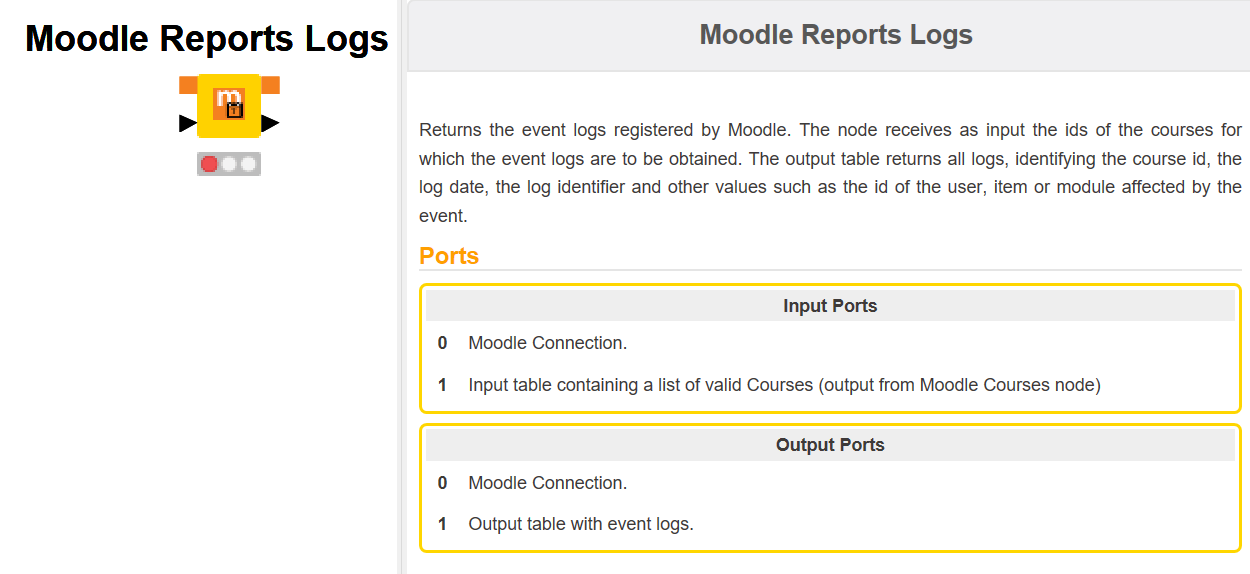 Moodle Reports Logs
m
Moodle Reports Logs
Returns the event logs registered by Moodle. The node receives as input the ids of the courses for
which the event logs are to be obtained. The output table returns all logs, identifying the course id, the
log date, the log identifier and other values such as the id of the user, item or module affected by the
event.
Ports
Input Ports
0 Moodle Connection.
1 Input table containing a list of valid Courses (output from Moodle Courses node)
Output Ports
0 Moodle Connection.
1 Output table with event logs.